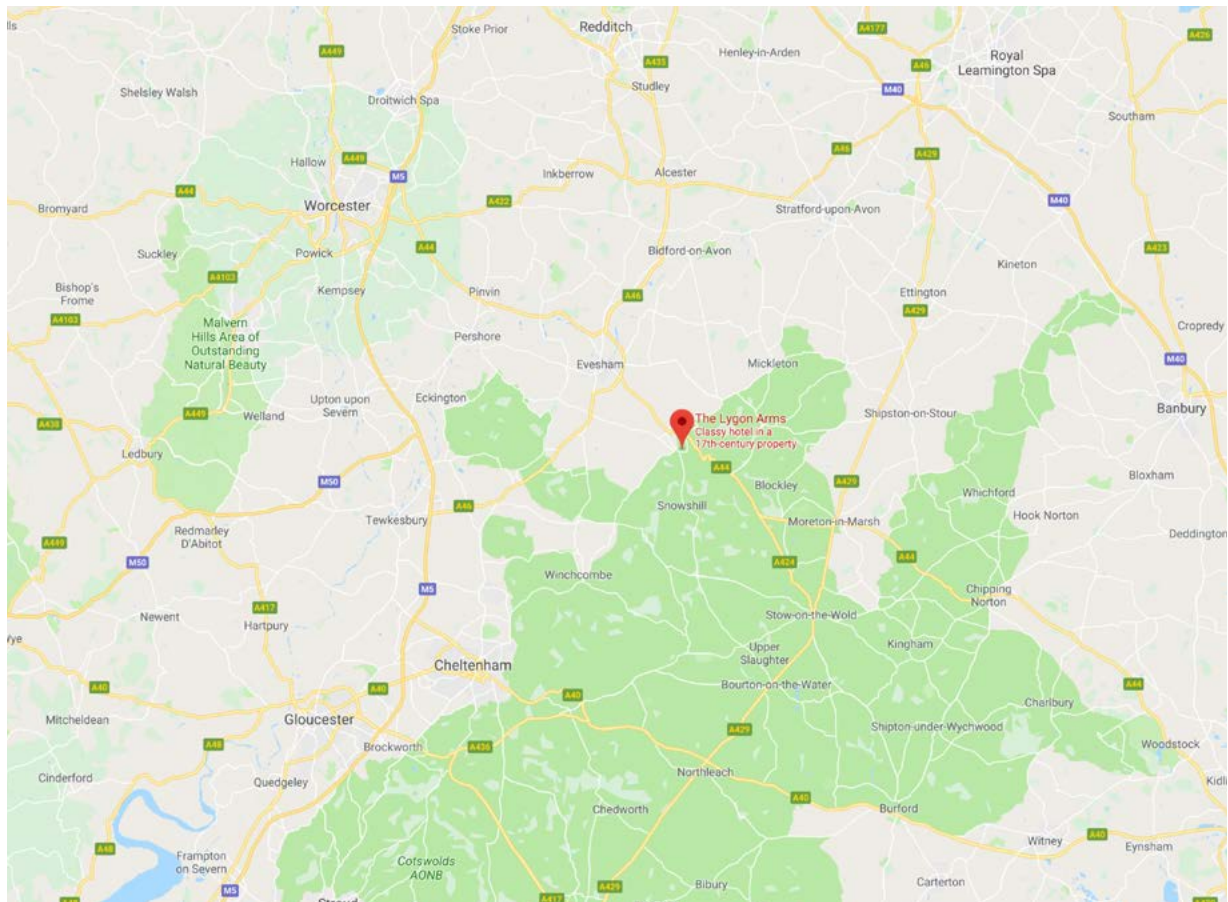 Stoke Prior
Redditch
A4177
A426
A449
Henley-in-Arden
A46
Royal
Leamington Spa
A435
Studley
Shelsley Walsh
Droitwich Spa
M40
Southam
A46
A429
Hallow
A449
M5
Inkberrow
Alcester
A44
A422
M40
Bromyard
Worcester
Stratford-upon-Avon
A44
A423
Suckley
Powick
Bidford-on-Avon
Kineton
A4103
Bishop's
Frome
Kempsey
Pinvin
A46
Ettington
A429
A4103
Malvern
Hills Area of
Outstanding
Natural Beauty
Pershore
Cropredy
M40
Evesham
Mickleton
Upton upon
Severn
Eckington
A449
Welland
A438
The Lygon Arms
Classy hotel in a
17th-century property
Shipston-on-Stour
Banbury
Ledbury
A44
M50
A429
Bloxham
Blockley
Whichford
Snowshill
A46
Hook Norton
Tewkesbury
Moreton-in-Marsh
Redmarley
D'Abitot
Deddington
A449
M50
A44
A424
Winchcombe
M5
Chipping
Norton
Newent
A417
Hartpury
Stow-on-the-Wold
Kingham
Upper
Slaughter
Cheltenham
Bourton-on-the-Water
A40
A40
A40
A44
Charlbury
Mitcheldean
Gloucester
A429
Shipton-under-Wychwood
A48
Brockworth
A436
Woodstock
Northleach
Cinderford
Quedgeley
A40
Chedworth
Burford
Witney
A40
Eynsham
A48
Frampton
on Severn
Cotswolds
AONB
M5
A429
Bibury
Carterton
A417